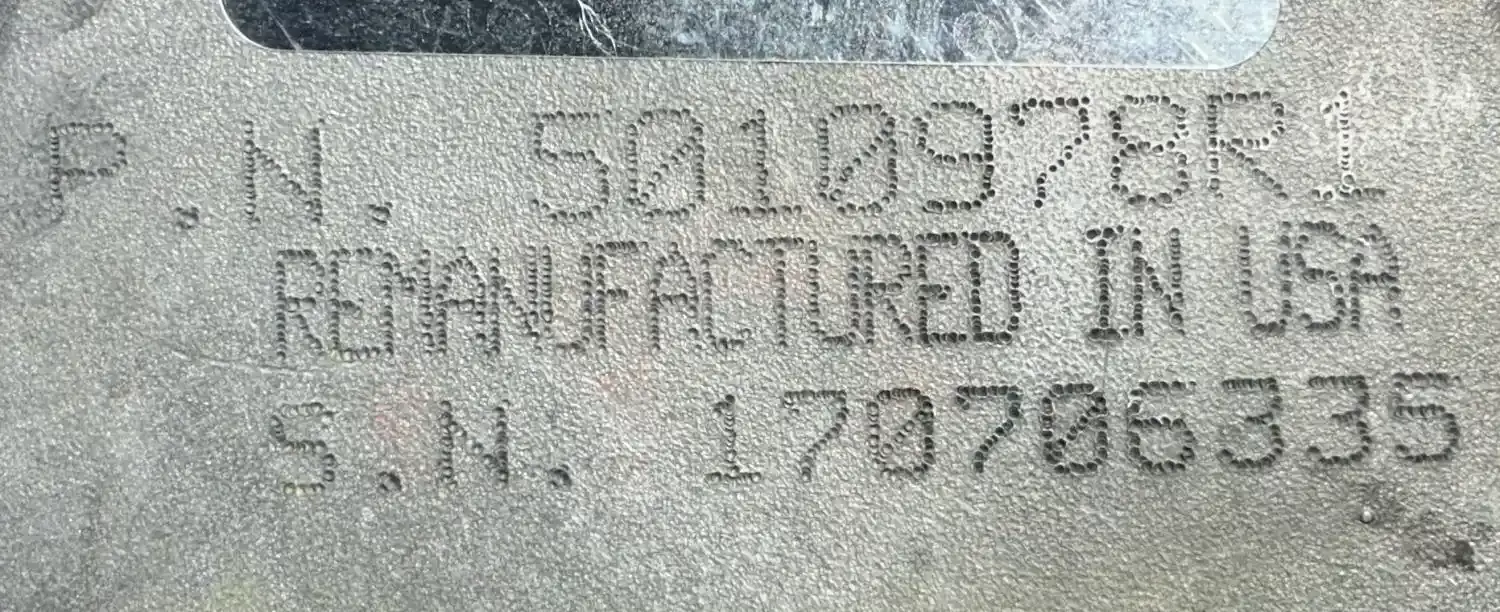 P.N. 5010978R1
REMANUFACTURED IN USA
S.N. 170706335